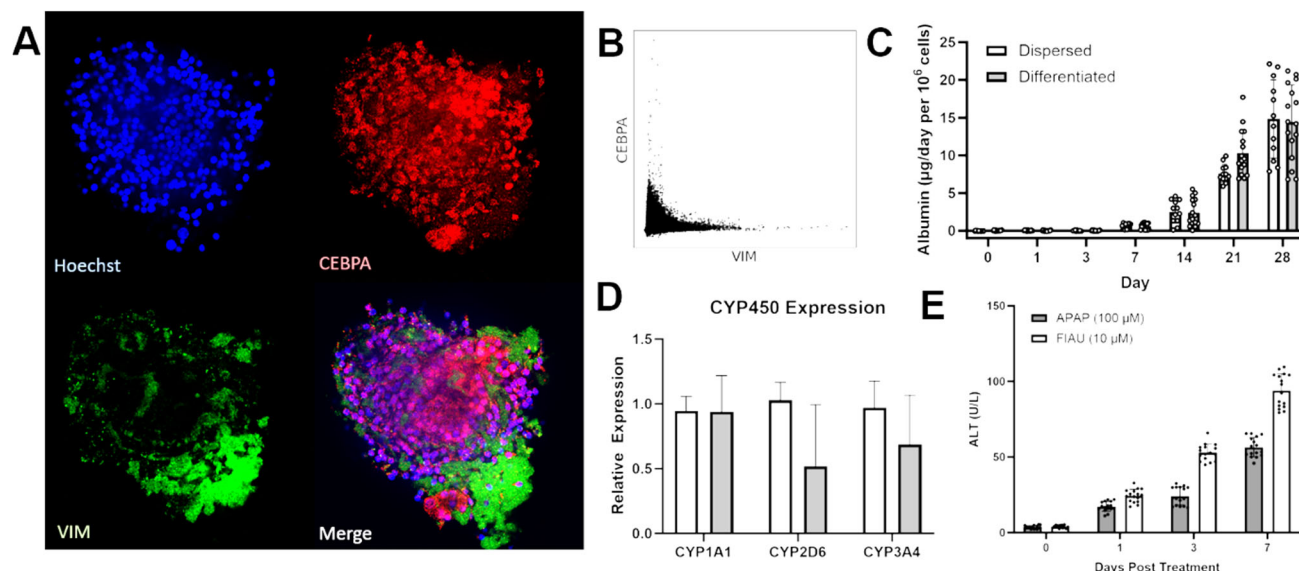 A
Hoechst
CEBPA
VIM
Merge
B
CEBPA
VIM
C
Albumin (µg/day per 10⁶ cells)
25
20
15
10
5
0
Dispersed
Differentiated
0 1 3 7 14 21 28
Day
D
CYP450 Expression
Relative Expression
1.5
1.0
0.5
0.0
CYP1A1 CYP2D6 CYP3A4
E
ALT (U/L)
150
100
50
0
APAP (100 µM)
FIAU (10 µM)
0 1 3 7
Days Post Treatment